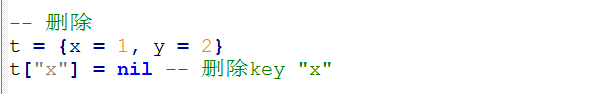 -- 删除
t = {x = 1, y = 2}
t["x"] = nil -- 删除key "x"